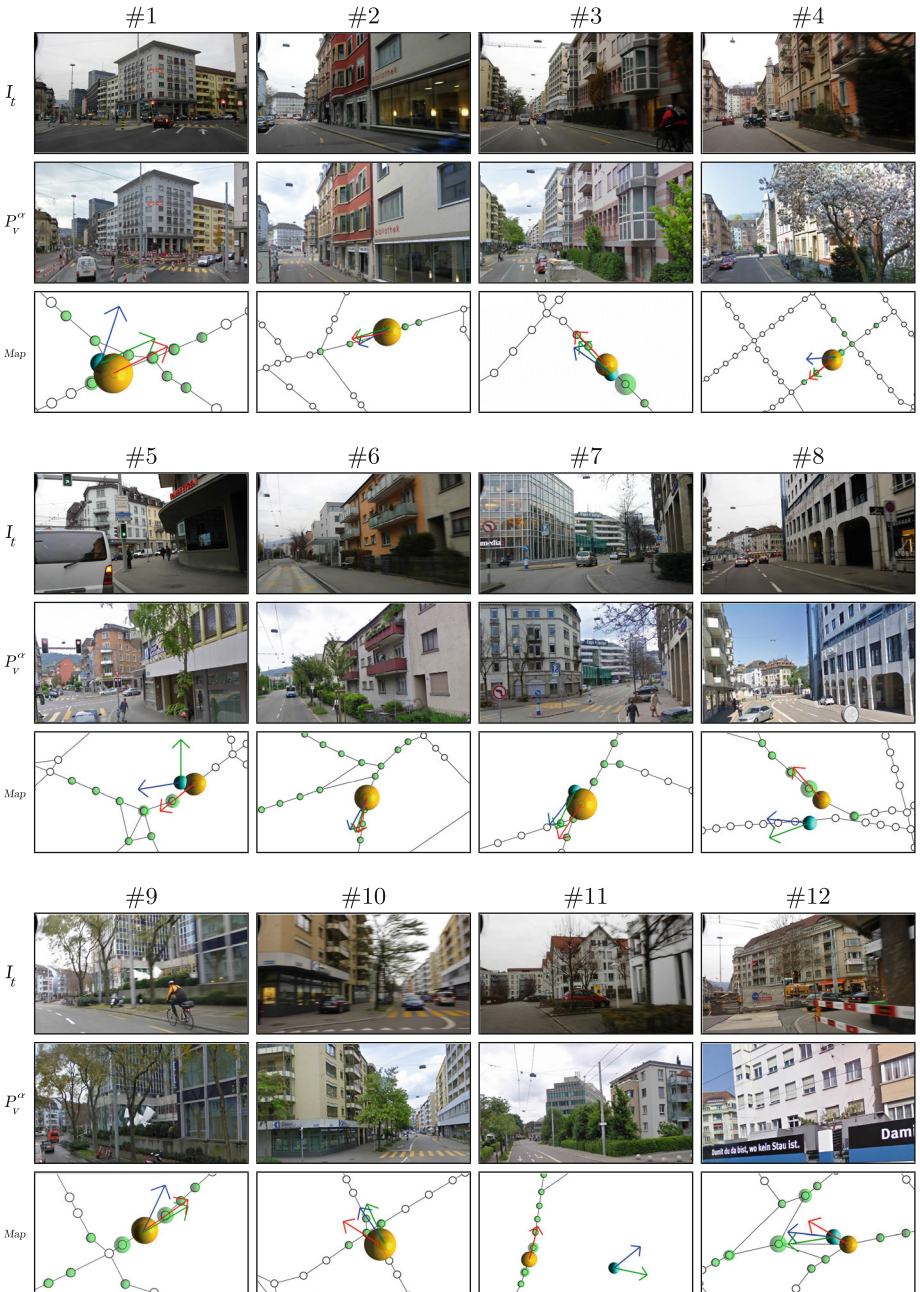 #1 #2 #3 #4
I_t
bibliothek
P_v^α
bibliothek
Map
#5 #6 #7 #8
I_t
media
P_v^α
Map
#9 #10 #11 #12
I_t
P_v^α
Damit du da bist, wo kein Stau ist. Dami
Map